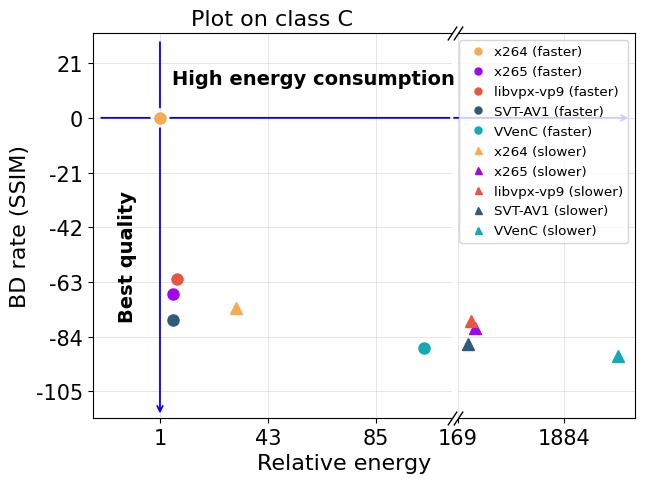 Plot on class C
BD rate (SSIM)
21
0
-21
-42
-63
-84
-105
High energy consumption
Best quality
x264 (faster)
x265 (faster)
libvpx-vp9 (faster)
SVT-AV1 (faster)
VVenC (faster)
x264 (slower)
x265 (slower)
libvpx-vp9 (slower)
SVT-AV1 (slower)
VVenC (slower)
1 43 85 169 1884
Relative energy